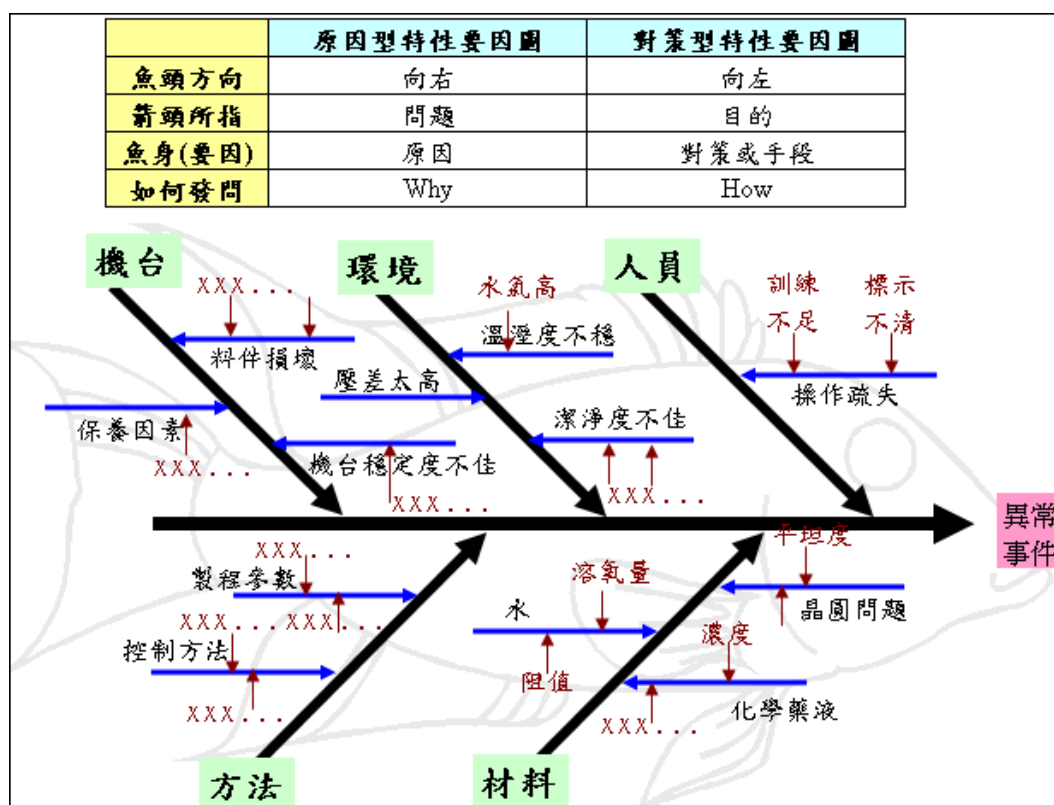 原因型特性要因圖 對策型特性要因圖
魚頭方向 向右 向左
箭頭所指 問題 目的
魚身(要因) 原因 對策或手段
如何發問 Why How
機台
環境
人員
XXX...
水氣高
訓練
不足
標示
不清
料件損壞
溫溼度不穩
壓差太高
操作疏失
保養因素
XXX...
潔淨度不佳
機台穩定度不佳
XXX...
XXX...
異常
事件
XXX...
平坦度
製程參數
溶氧量
XXX...
XXX...
水
晶圓問題
控制方法
濃度
阻值
XXX...
XXX...
化學藥液
方法
材料